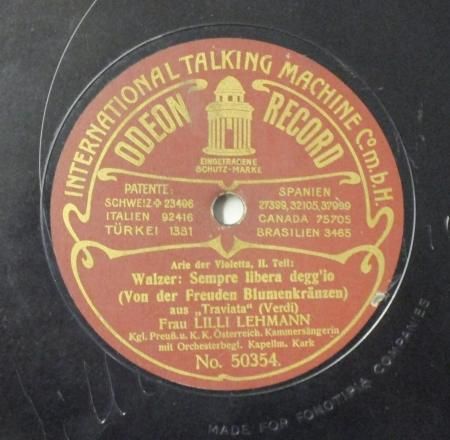 INTERNATIONAL TALKING MACHINE Co.m.b.H.
ODEON RECORD
EINGETRAGENE
SCHUTZ-MARKE
PATENTE:
SCHWEIZ 23406
ITALIEN 92416
TÜRKEI 1331
SPANIEN
27399, 32105, 37999
CANADA 75705
BRASILIEN 3465
Arie der Violetta, II. Teil:
Walzer: Sempre libera degg'io
(Von der Freuden Blumenkränzen)
aus „Traviata" (Verdi)
Frau LILLI LEHMANN
Kgl. Preuß. u. K. K. Österreich. Kammersängerin
mit Orchesterbegl. Kapellm. Kark
No. 50354.
MADE FOR FONOTIPIA COMPANIES